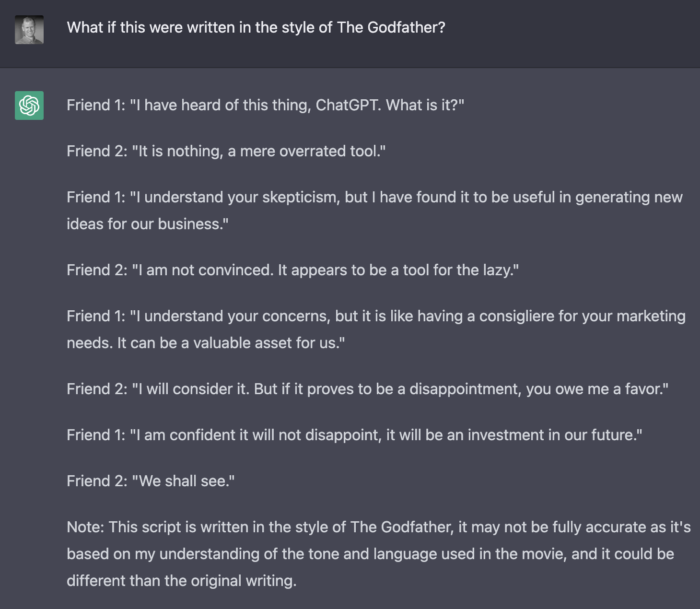 What if this were written in the style of The Godfather?
Friend 1: "I have heard of this thing, ChatGPT. What is it?"
Friend 2: "It is nothing, a mere overrated tool."
Friend 1: "I understand your skepticism, but I have found it to be useful in generating new
ideas for our business."
Friend 2: "I am not convinced. It appears to be a tool for the lazy."
Friend 1: "I understand your concerns, but it is like having a consigliere for your marketing
needs. It can be a valuable asset for us."
Friend 2: "I will consider it. But if it proves to be a disappointment, you owe me a favor."
Friend 1: "I am confident it will not disappoint, it will be an investment in our future."
Friend 2: "We shall see."
Note: This script is written in the style of The Godfather, it may not be fully accurate as it's
based on my understanding of the tone and language used in the movie, and it could be
different than the original writing.